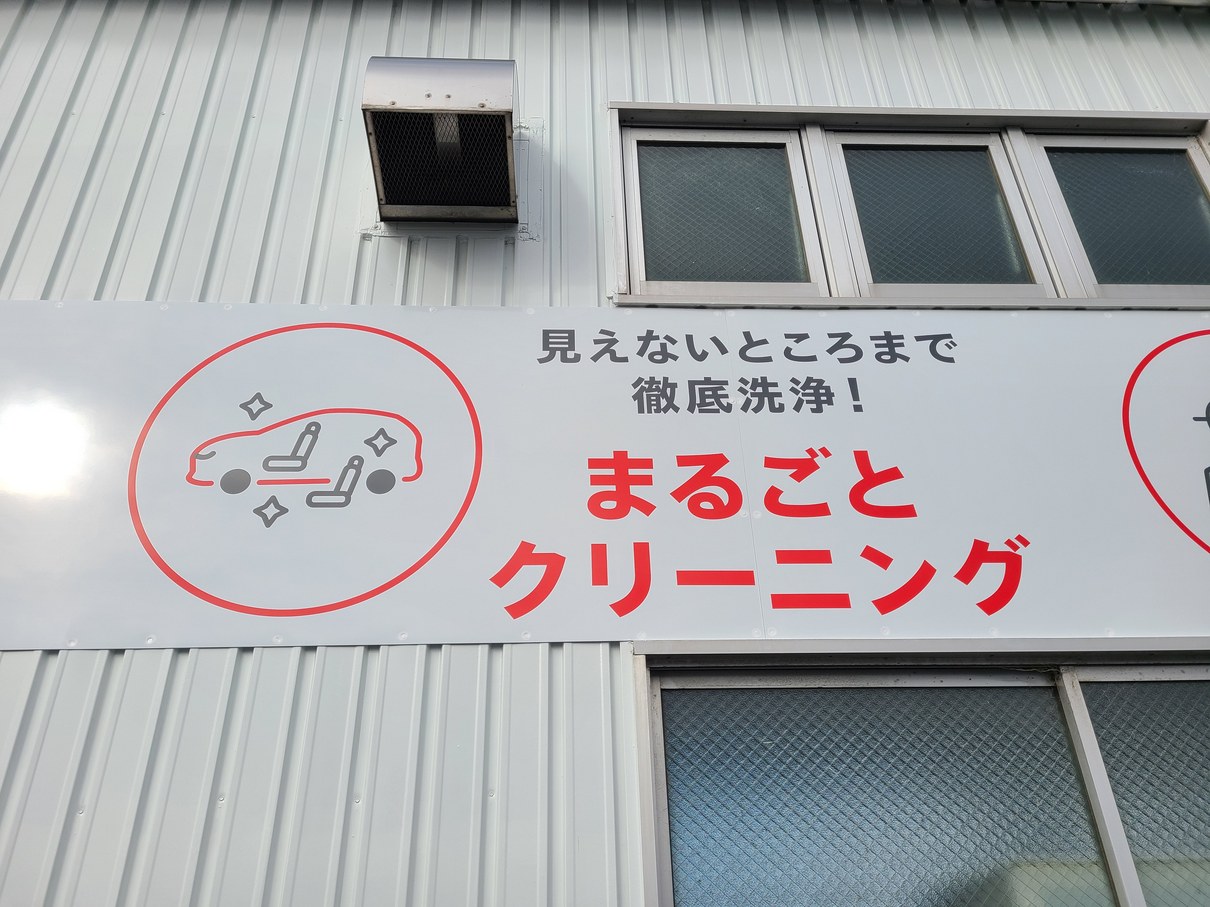 見えないところまで
徹底洗浄！
まるごと
クリーニング